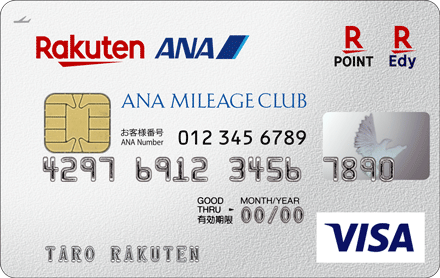 Rakuten ANA
R POINT
R Edy
ANA MILEAGE CLUB
お客様番号
ANA Number
012 345 6789
4297 6912 3456 7890
GOOD THRU
有効期限
MONTH/YEAR
00/00
TARO RAKUTEN
VISA